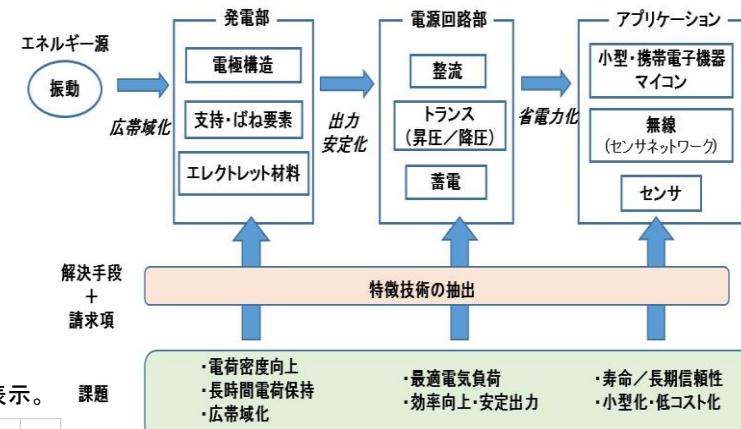 エネルギー源
振動
広帯域化
発電部
電極構造
支持・ばね要素
エレクトレット材料
出力
安定化
電源回路部
整流
トランス
(昇圧／降圧)
蓄電
省電力化
アプリケーション
小型・携帯電子機器
マイコン
無線
(センサネットワーク)
センサ
解決手段
+
請求項
特徴技術の抽出
表示。
課題
・電荷密度向上
・長時間電荷保持
・広帯域化
・最適電気負荷
・効率向上・安定出力
・寿命／長期信頼性
・小型化・低コスト化